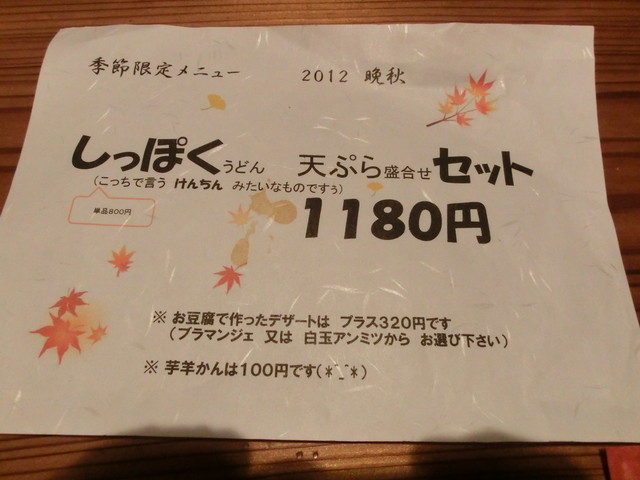 季節限定メニュー 2012 晩秋
しっぽくうどん 天ぷら盛合せセット
(こっちで言う けんちん みたいなものですぅ)
単品800円
1180円
※ お豆腐で作ったデザートは プラス320円です
(ブラマンジェ 又は 白玉アンミツから お選び下さい)
※ 芋羊かんは100円です(*^_^*)